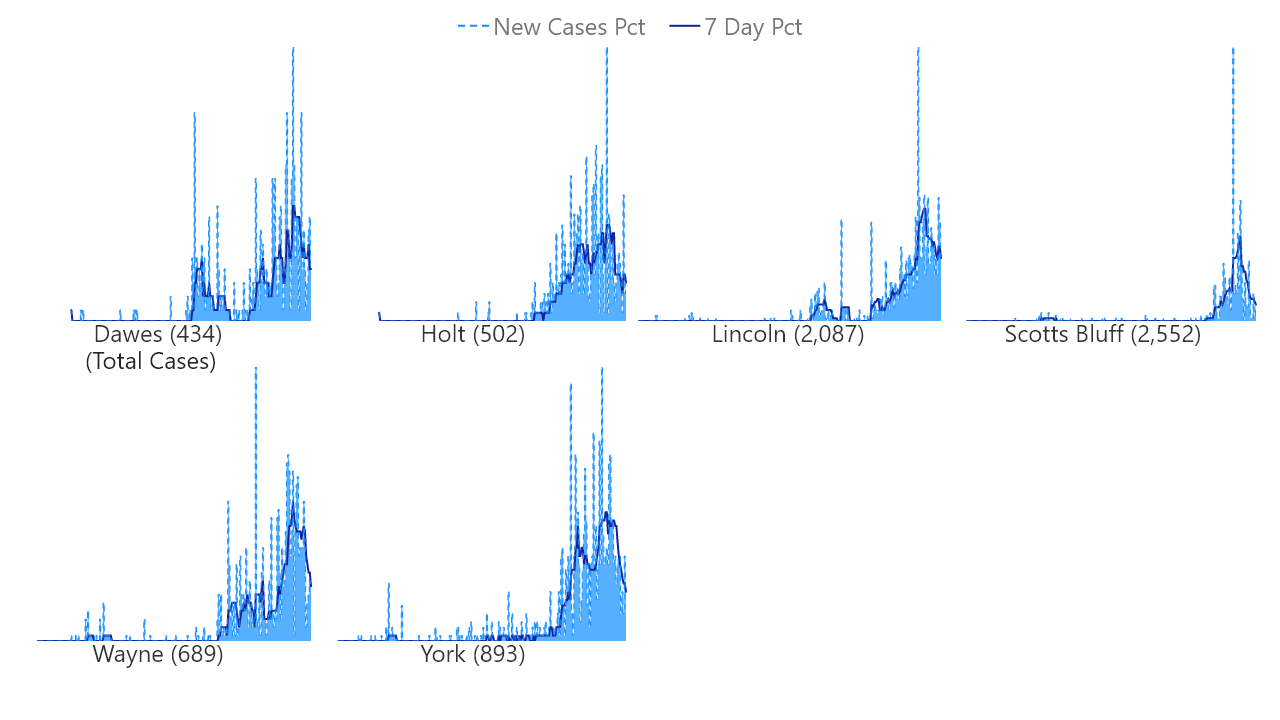 New Cases Pct 7 Day Pct
Dawes (434)
(Total Cases)
Holt (502)
Lincoln (2,087)
Scotts Bluff (2,552)
Wayne (689)
York (893)